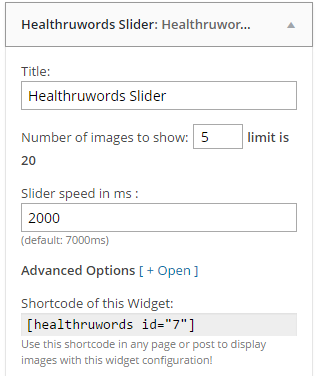 Healthruwords Slider: Healthruwor...
Title:
Healthruwords Slider
Number of images to show: 5 limit is
20
Slider speed in ms :
2000
(default: 7000ms)
Advanced Options [ + Open ]
Shortcode of this Widget:
[healthruwords id="7"]
Use this shortcode in any page or post to display
images with this widget configuration!